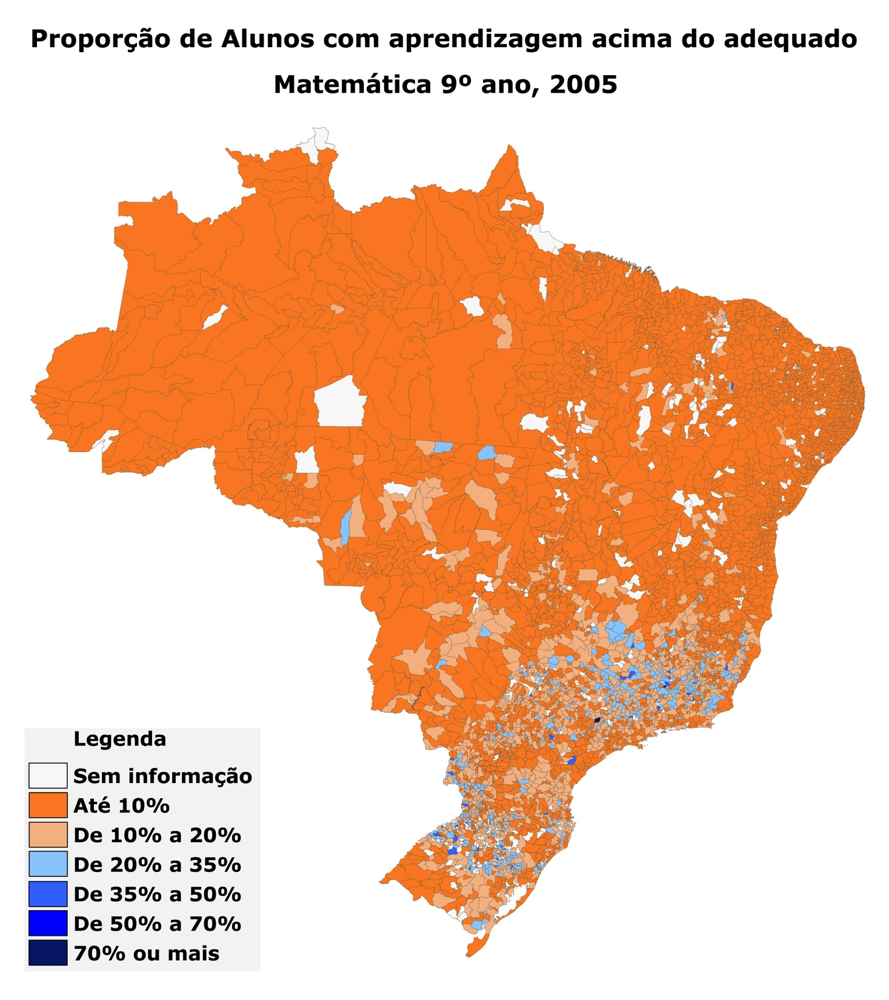 Proporção de Alunos com aprendizagem acima do adequado
Matemática 9º ano, 2005
Legenda
Sem informação
Até 10%
De 10% a 20%
De 20% a 35%
De 35% a 50%
De 50% a 70%
70% ou mais